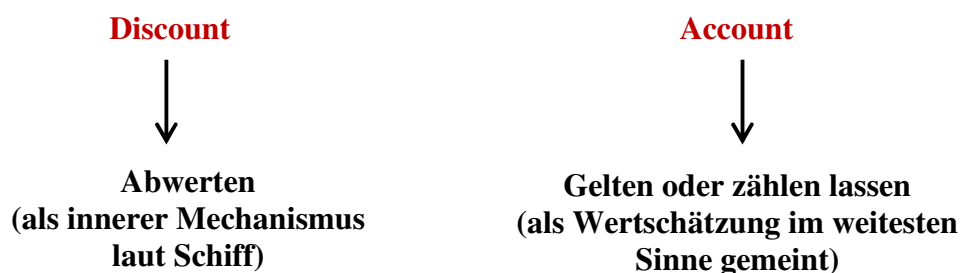 Discount
Abwerten
(als innerer Mechanismus
laut Schiff)
Account
Gelten oder zählen lassen
(als Wertschätzung im weitesten
Sinne gemeint)